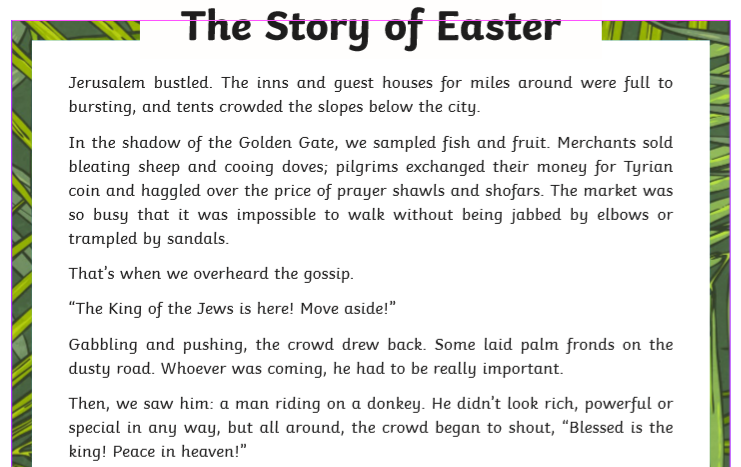 The Story of Easter
Jerusalem bustled. The inns and guest houses for miles around were full to
bursting, and tents crowded the slopes below the city.
In the shadow of the Golden Gate, we sampled fish and fruit. Merchants sold
bleating sheep and cooing doves; pilgrims exchanged their money for Tyrian
coin and haggled over the price of prayer shawls and shofars. The market was
so busy that it was impossible to walk without being jabbed by elbows or
trampled by sandals.
That’s when we overheard the gossip.
“The King of the Jews is here! Move aside!”
Gabbling and pushing, the crowd drew back. Some laid palm fronds on the
dusty road. Whoever was coming, he had to be really important.
Then, we saw him: a man riding on a donkey. He didn’t look rich, powerful or
special in any way, but all around, the crowd began to shout, “Blessed is the
king! Peace in heaven!”